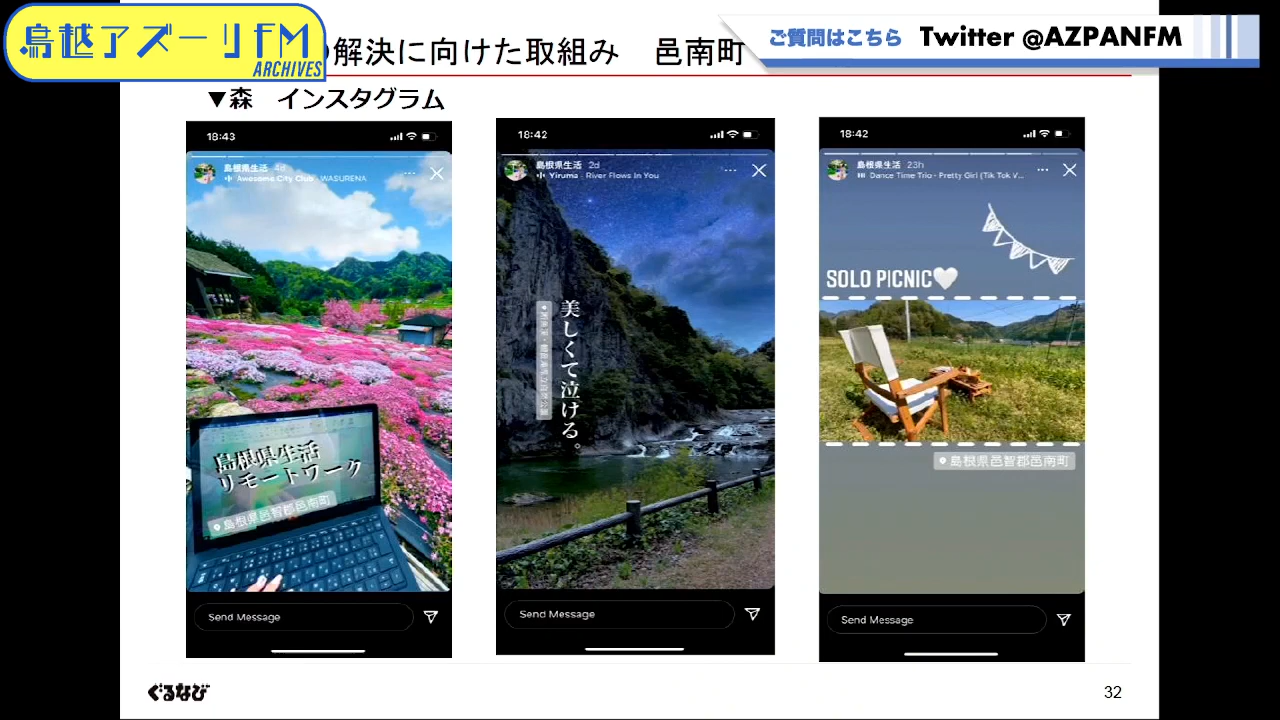 鳥越アズーリFM
ARCHIVES
の解決に向けた取組み　邑南町
ご質問はこちら Twitter @AZPANFM
▼森　インスタグラム
18:43
島根県生活 4d
Awesome City Club · WASURENA
島根県生活
リモートワーク
島根県邑智郡邑南町
Send Message
18:42
島根県生活 2d
Yiruma · River Flows In You
美しくて泣ける。
Send Message
18:42
島根県生活 23h
Dance Time Trio · Pretty Girl (Tik Tok V...
SOLO PICNIC🤍
島根県邑智郡邑南町
Send Message
ぐるなび
32